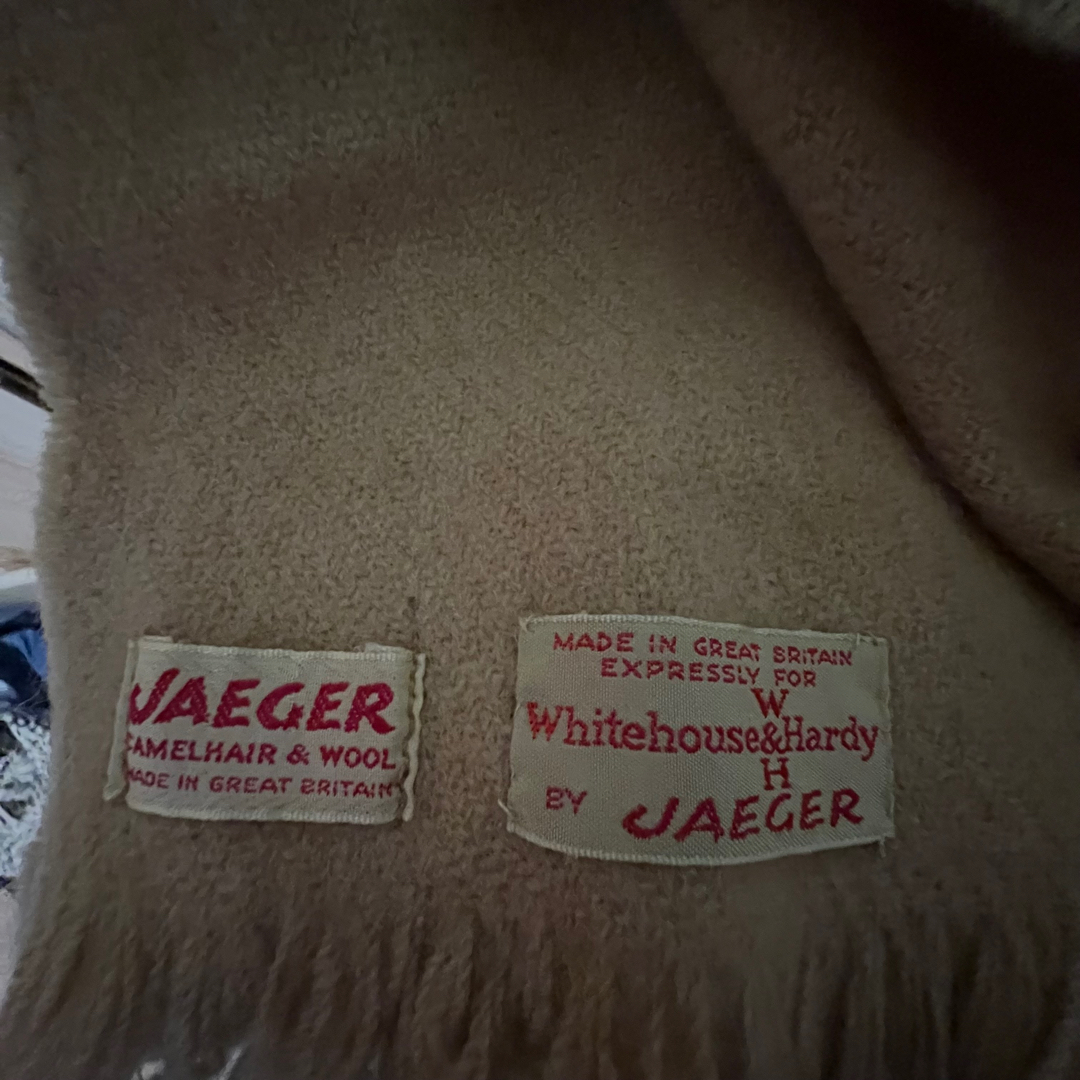 JAEGER
CAMELHAIR & WOOL
MADE IN GREAT BRITAIN
MADE IN GREAT BRITAIN
EXPRESSLY FOR
W
Whitehouse&Hardy
H
BY JAEGER